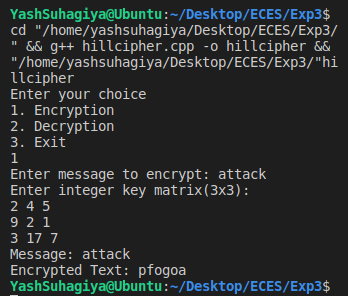 YashSuhagiya@Ubuntu:~/Desktop/ECES/Exp3$
cd "/home/yashsuhagiya/Desktop/ECES/Exp3/
" && g++ hillcipher.cpp -o hillcipher &&
"/home/yashsuhagiya/Desktop/ECES/Exp3/"hi
llcipher
Enter your choice
1. Encryption
2. Decryption
3. Exit
1
Enter message to encrypt: attack
Enter integer key matrix(3x3):
2 4 5
9 2 1
3 17 7
Message: attack
Encrypted Text: pfogoa
YashSuhagiya@Ubuntu:~/Desktop/ECES/Exp3$